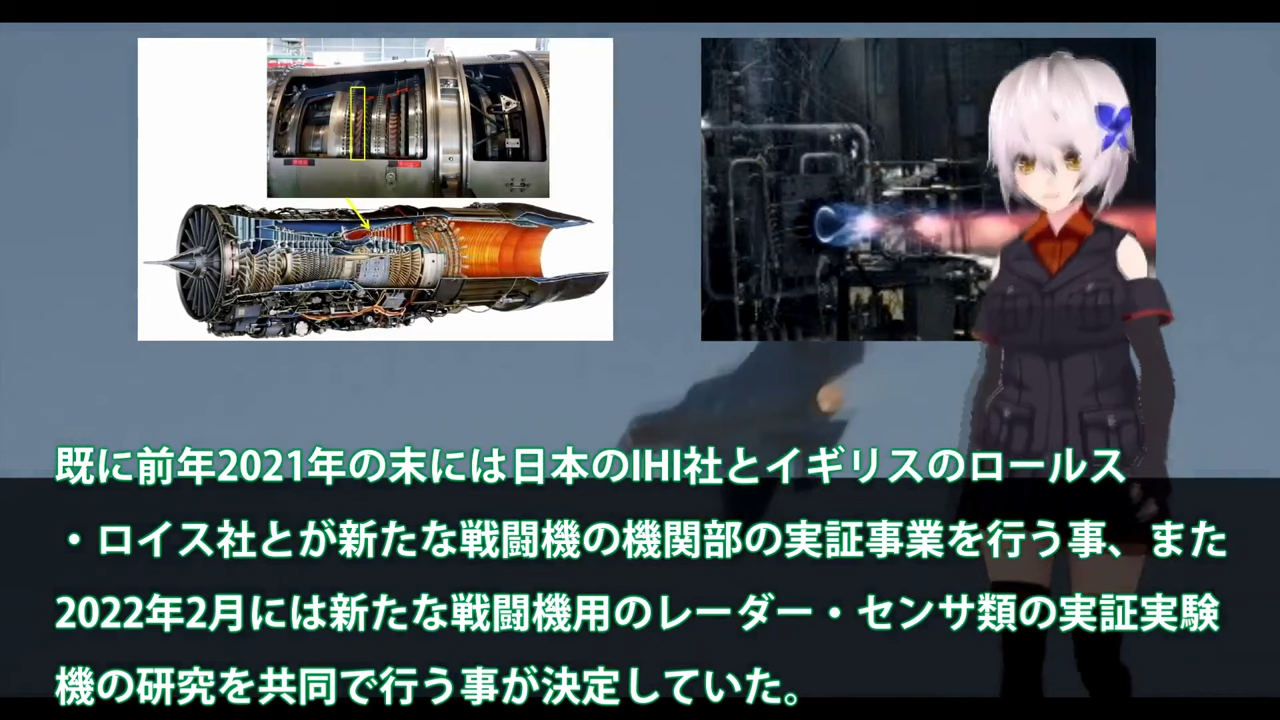 既に前年2021年の末には日本のIHI社とイギリスのロールス
・ロイス社とが新たな戦闘機の機関部の実証事業を行う事、また
2022年2月には新たな戦闘機用のレーダー・センサ類の実証実験
機の研究を共同で行う事が決定していた。